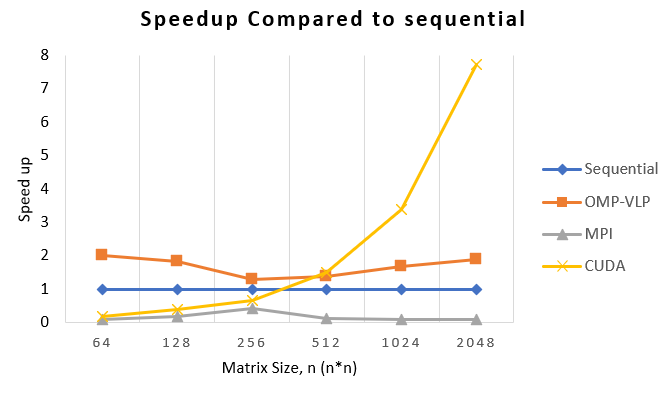 Speedup Compared to sequential
8
7
6
5
4
3
2
1
0
Speed up
64 128 256 512 1024 2048
Matrix Size, n (n*n)
Sequential
OMP-VLP
MPI
CUDA